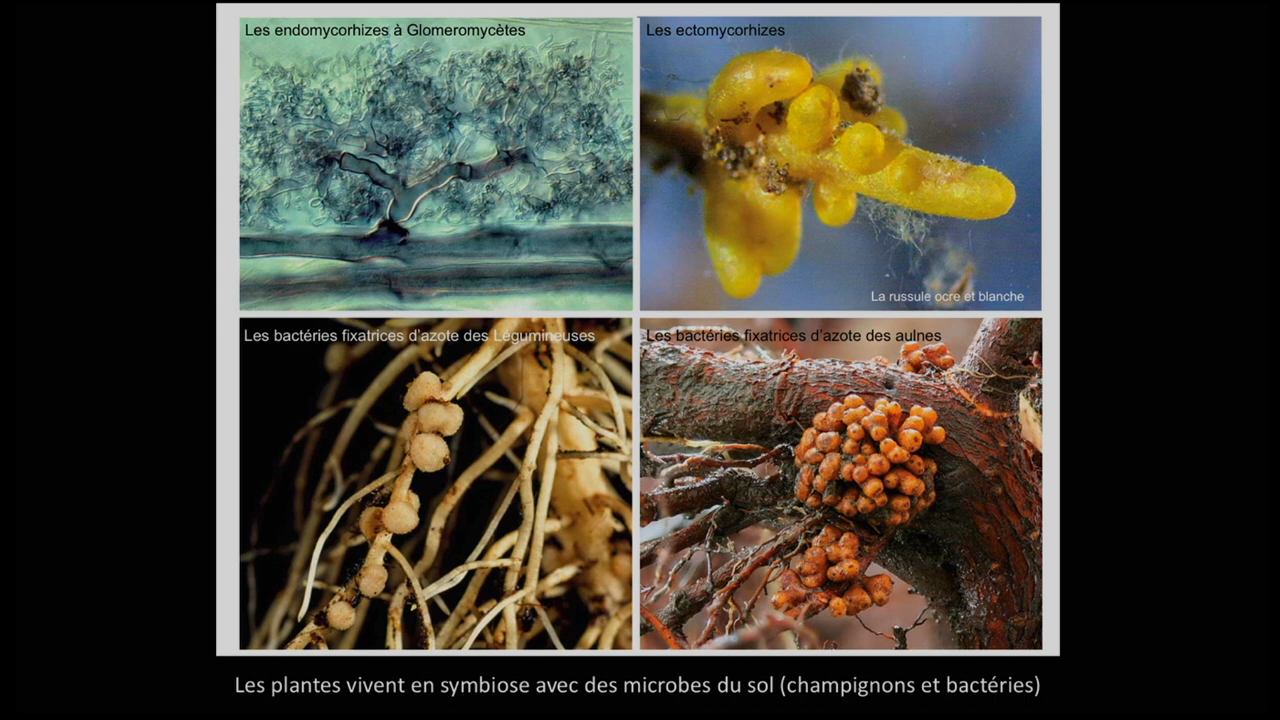 Les endomycorhizes à Glomeromycètes
Les ectomycorhizes
La russule ocre et blanche
Les bactéries fixatrices d'azote des Légumineuses
Les bactéries fixatrices d'azote des aulnes
Les plantes vivent en symbiose avec des microbes du sol (champignons et bactéries)